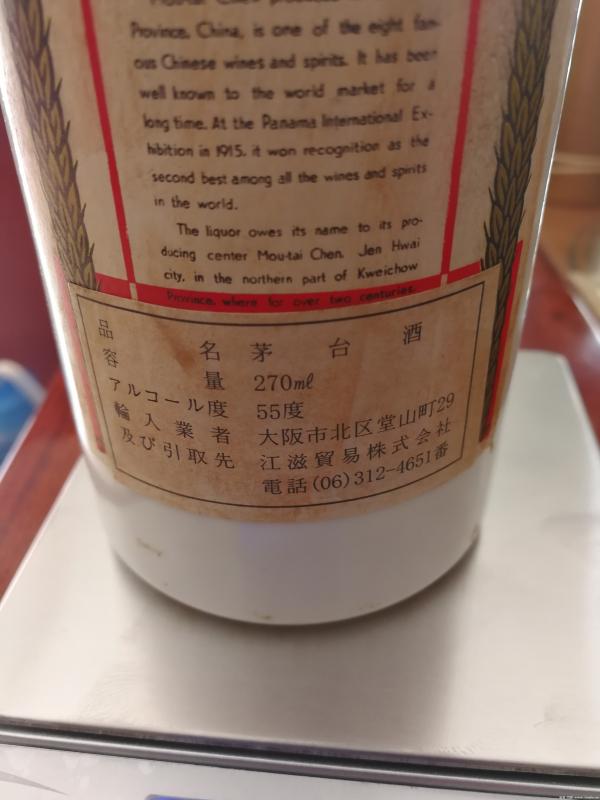 Province, China, is one of the eight fam-
ous Chinese wines and spirits. It has been
well known to the world market for a
long time. At the Panama International Ex-
hibition in 1915, it won recognition as the
second best among all the wines and spirits
in the world.
The liquor owes its name to its pro-
ducing center Mou-tai Chen, Jen Hwai
city, in the northern part of Kweichow
Province, where for over two centuries,
品名 茅台酒
容量 270ml
アルコール度 55度
輸入業者 大阪市北区堂山町29
及び引取先 江滋貿易株式会社
電話(06)312-4651番